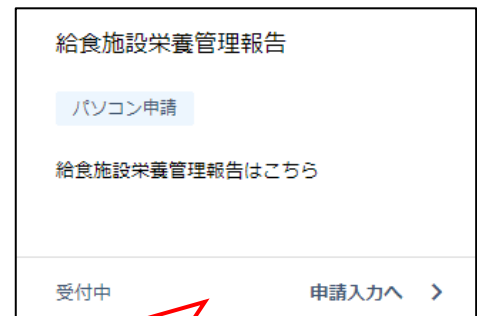 給食施設栄養管理報告
パソコン申請
給食施設栄養管理報告はこちら
受付中 申請入力へ